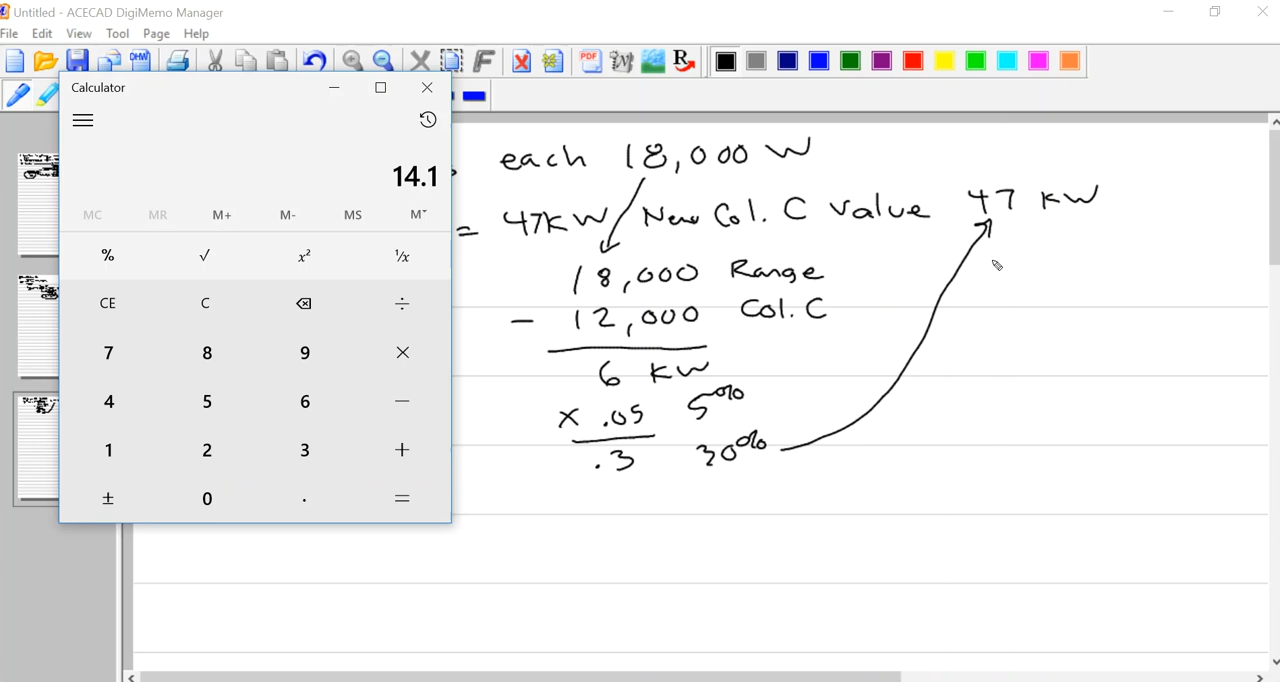 Untitled - ACECAD DigiMemo Manager
File Edit View Tool Page Help
DHW PDF W R
Calculator
14.1
MC MR M+ M- MS M˅
% √ x² ¹/x
CE C ⌫ ÷
7 8 9 ×
4 5 6 −
1 2 3 +
± 0 . =
each 18,000 W
= 47KW New Col. C Value 47 KW
18,000 Range
- 12,000 Col. C
6 KW
x .05 5%
.3 30%